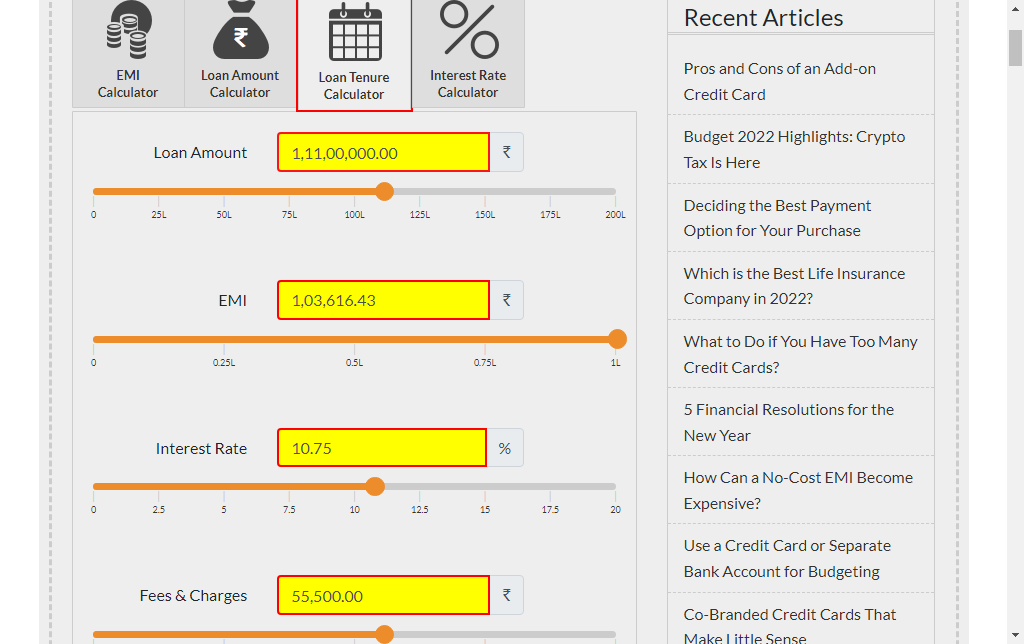 EMI
Calculator
Loan Amount
Calculator
Loan Tenure
Calculator
Interest Rate
Calculator
Loan Amount
1,11,00,000.00
₹
0
25L
50L
75L
100L
125L
150L
175L
200L
EMI
1,03,616.43
₹
0
0.25L
0.5L
0.75L
1L
Interest Rate
10.75
%
0
2.5
5
7.5
10
12.5
15
17.5
20
Fees & Charges
55,500.00
₹
Recent Articles
Pros and Cons of an Add-on
Credit Card
Budget 2022 Highlights: Crypto
Tax Is Here
Deciding the Best Payment
Option for Your Purchase
Which is the Best Life Insurance
Company in 2022?
What to Do if You Have Too Many
Credit Cards?
5 Financial Resolutions for the
New Year
How Can a No-Cost EMI Become
Expensive?
Use a Credit Card or Separate
Bank Account for Budgeting
Co-Branded Credit Cards That
Make Little Sense